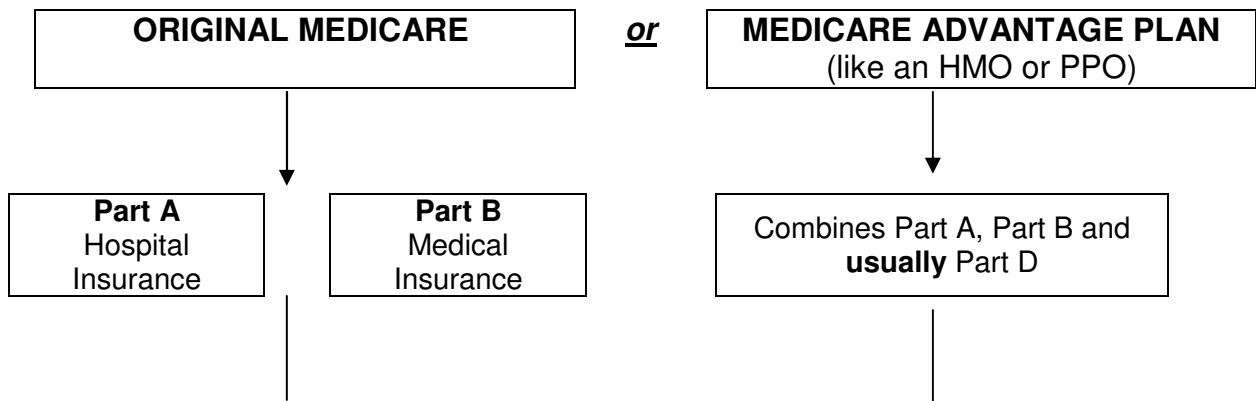 ORIGINAL MEDICARE
or
MEDICARE ADVANTAGE PLAN
(like an HMO or PPO)
Part A
Hospital
Insurance
Part B
Medical
Insurance
Combines Part A, Part B and
usually Part D